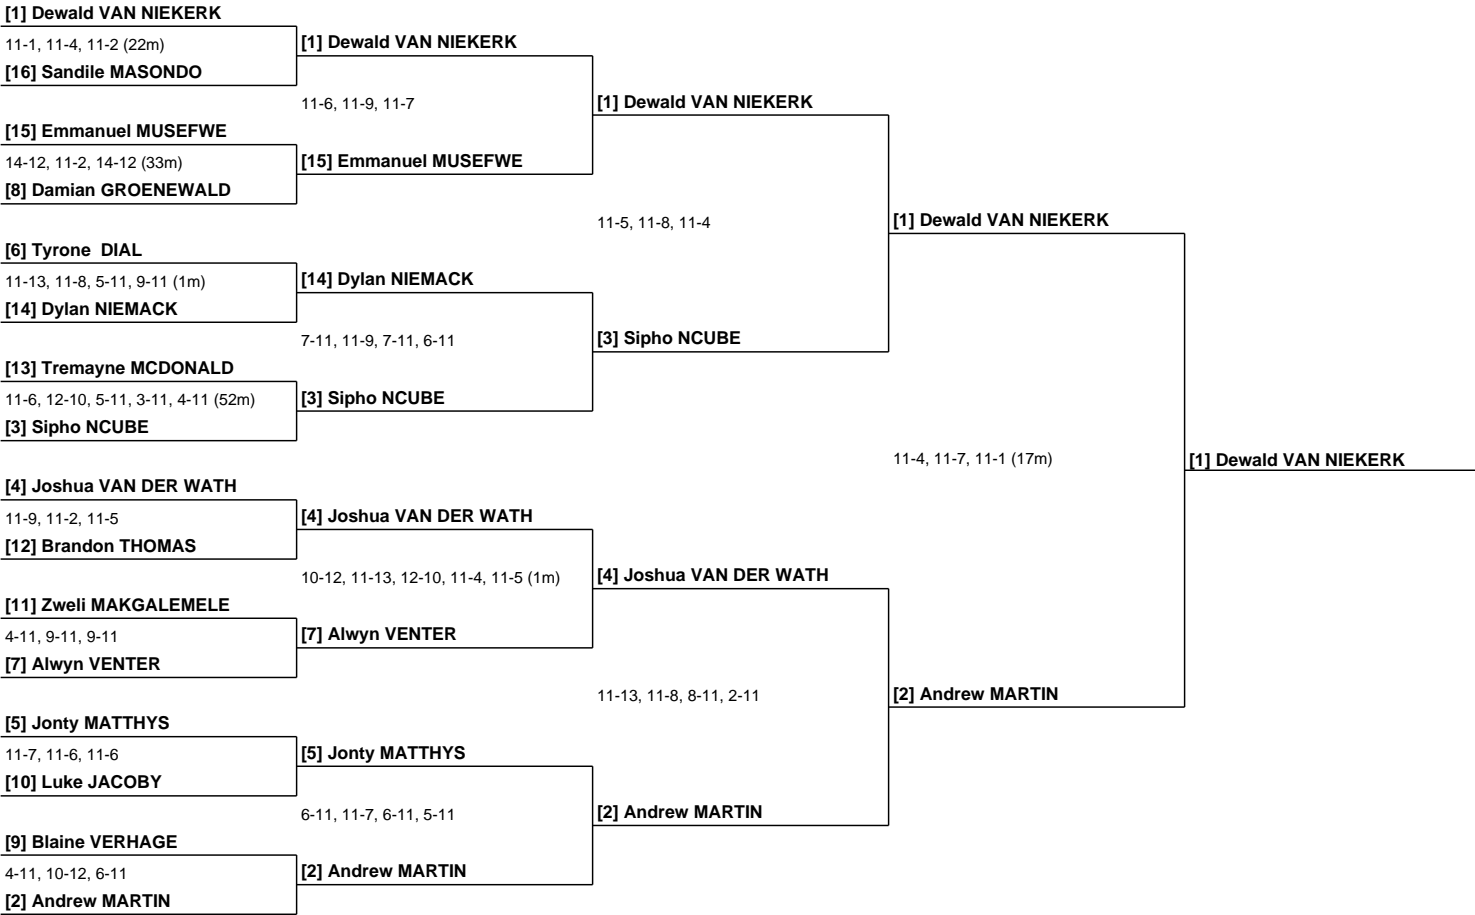 [1] Dewald VAN NIEKERK
11-1, 11-4, 11-2 (22m)
[16] Sandile MASONDO
[15] Emmanuel MUSEFWE
14-12, 11-2, 14-12 (33m)
[8] Damian GROENEWALD
[6] Tyrone  DIAL
11-13, 11-8, 5-11, 9-11 (1m)
[14] Dylan NIEMACK
[13] Tremayne MCDONALD
11-6, 12-10, 5-11, 3-11, 4-11 (52m)
[3] Sipho NCUBE
[4] Joshua VAN DER WATH
11-9, 11-2, 11-5
[12] Brandon THOMAS
[11] Zweli MAKGALEMELE
4-11, 9-11, 9-11
[7] Alwyn VENTER
[5] Jonty MATTHYS
11-7, 11-6, 11-6
[10] Luke JACOBY
[9] Blaine VERHAGE
4-11, 10-12, 6-11
[2] Andrew MARTIN
[1] Dewald VAN NIEKERK
11-6, 11-9, 11-7
[15] Emmanuel MUSEFWE
[14] Dylan NIEMACK
7-11, 11-9, 7-11, 6-11
[3] Sipho NCUBE
[4] Joshua VAN DER WATH
10-12, 11-13, 12-10, 11-4, 11-5 (1m)
[7] Alwyn VENTER
[5] Jonty MATTHYS
6-11, 11-7, 6-11, 5-11
[2] Andrew MARTIN
[1] Dewald VAN NIEKERK
11-5, 11-8, 11-4
[3] Sipho NCUBE
[4] Joshua VAN DER WATH
11-13, 11-8, 8-11, 2-11
[2] Andrew MARTIN
[1] Dewald VAN NIEKERK
11-4, 11-7, 11-1 (17m)
[2] Andrew MARTIN
[1] Dewald VAN NIEKERK